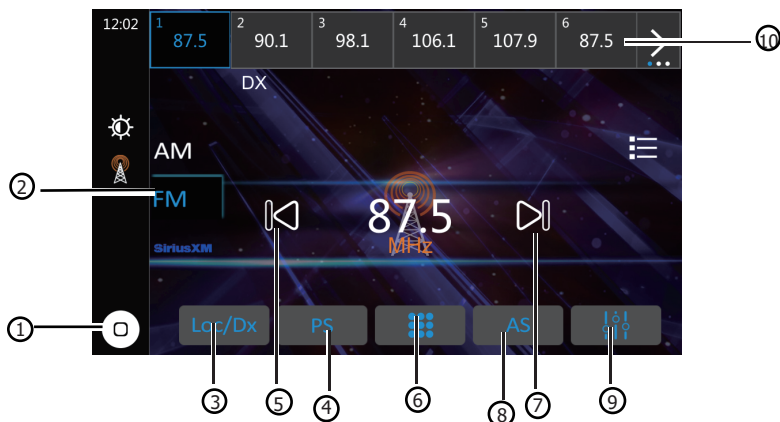 12:02
1 87.5 2 90.1 3 98.1 4 106.1 5 107.9 6 87.5
10
DX
AM
2
FM
87.5
MHz
SiriusXM
1
Loc/Dx PS AS
3 5 4 6 8 7 9